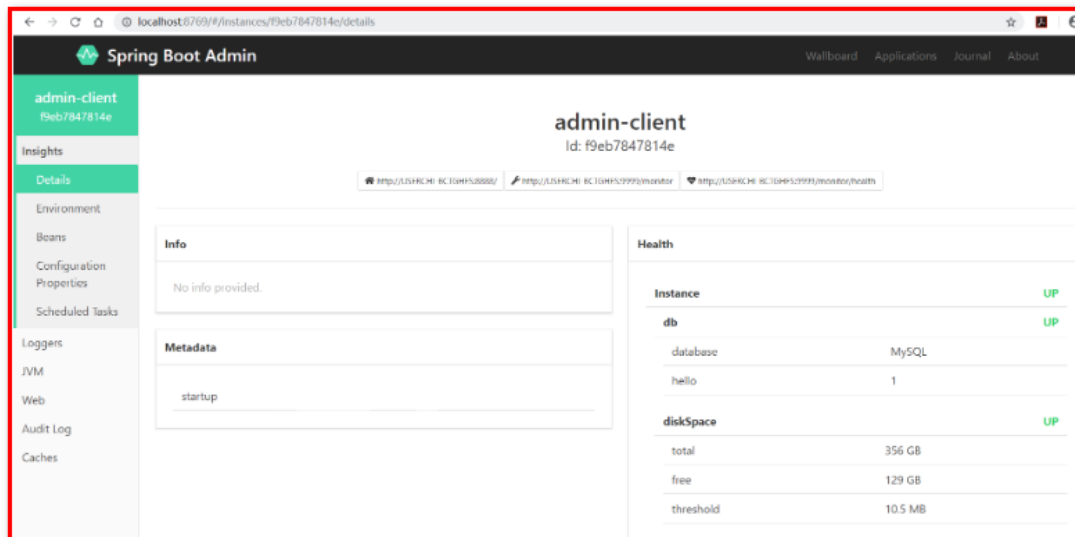 localhost:8769/#/instances/f9eb7847814e/details
Spring Boot Admin
Wallboard Applications Journal About
admin-client
f9eb7847814e
Insights
Details
Environment
Beans
Configuration
Properties
Scheduled Tasks
Loggers
JVM
Web
Audit Log
Caches
admin-client
Id: f9eb7847814e
Info
No info provided.
Metadata
startup
Health
Instance UP
db UP
database MySQL
hello 1
diskSpace UP
total 356 GB
free 129 GB
threshold 10.5 MB